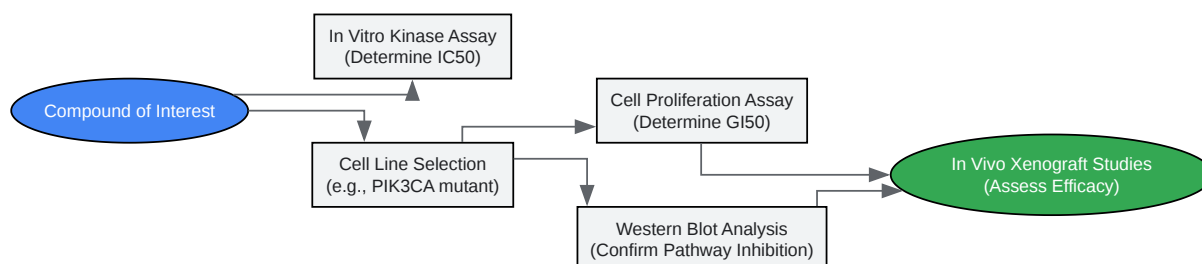 In Vitro Kinase Assay
(Determine IC50)
Compound of Interest
Cell Proliferation Assay
(Determine GI50)
Cell Line Selection
(e.g., PIK3CA mutant)
In Vivo Xenograft Studies
(Assess Efficacy)
Western Blot Analysis
(Confirm Pathway Inhibition)